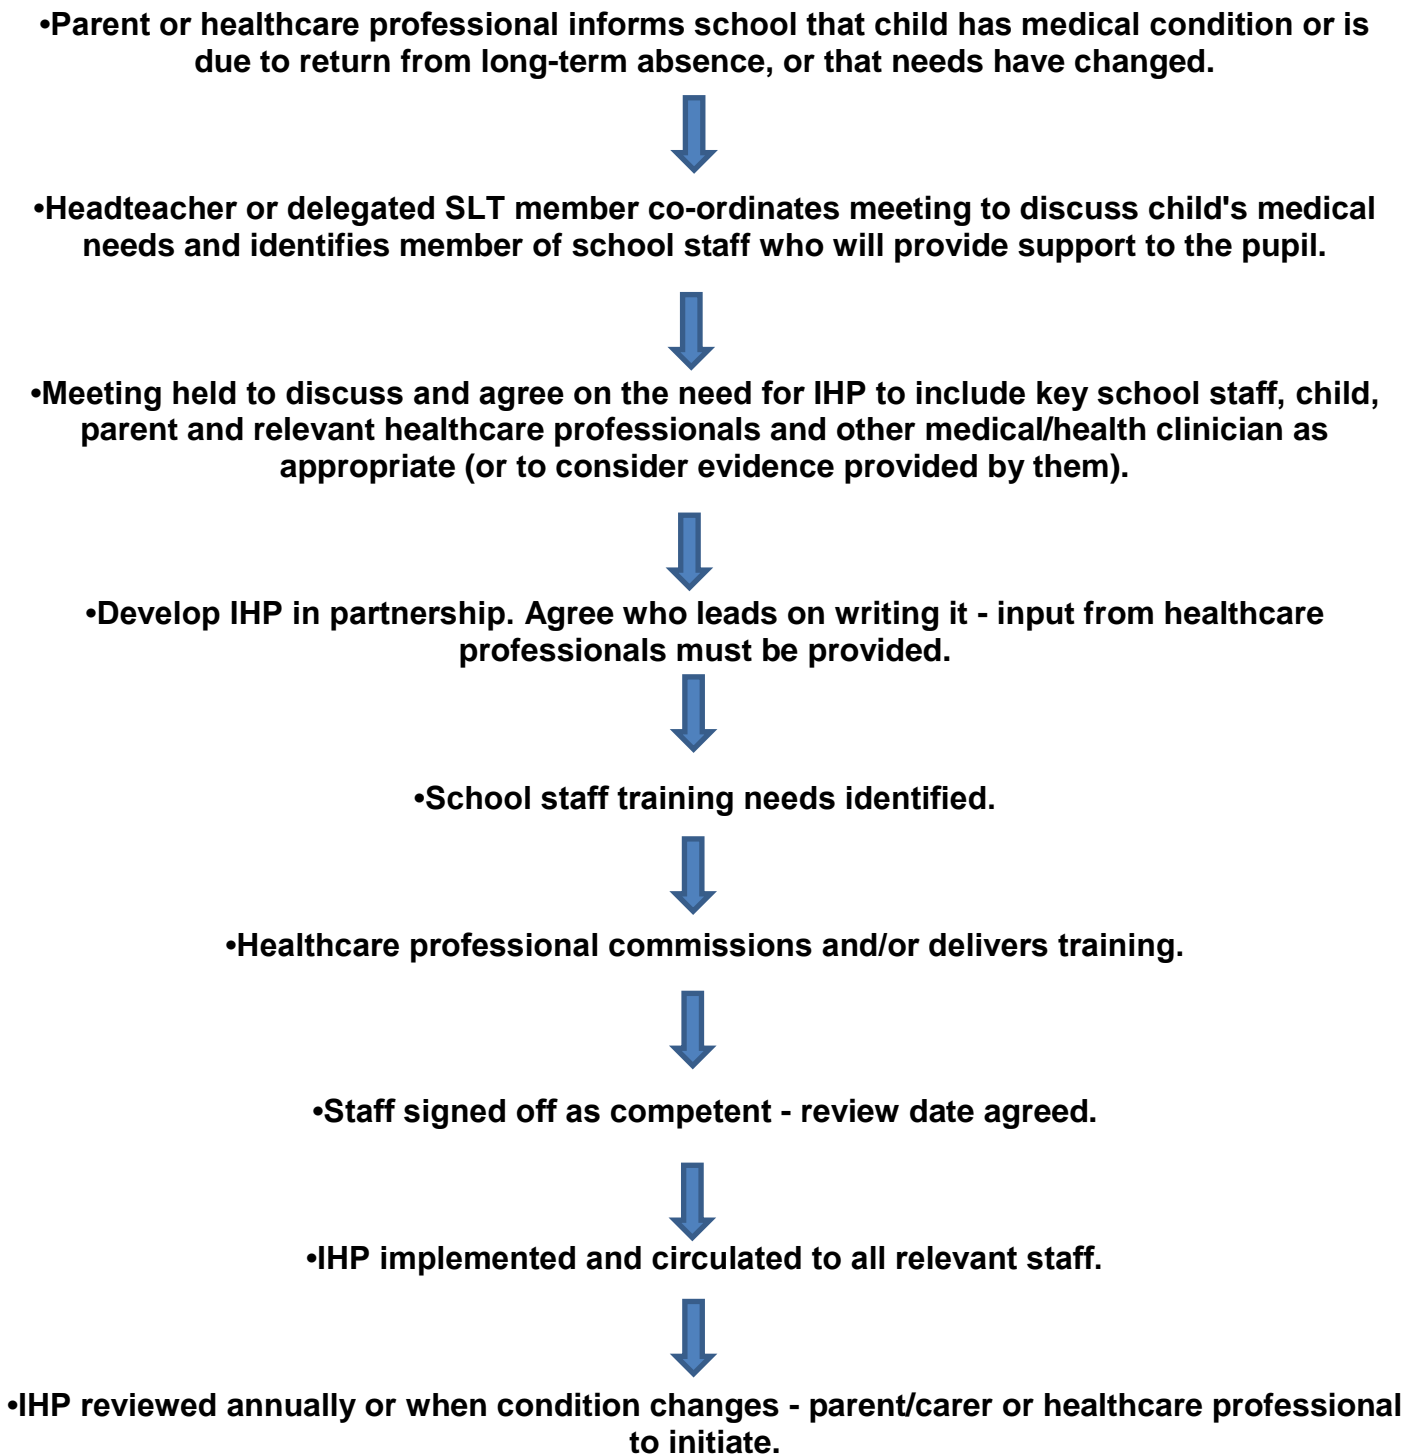 •Parent or healthcare professional informs school that child has medical condition or is
due to return from long-term absence, or that needs have changed.
•Headteacher or delegated SLT member co-ordinates meeting to discuss child's medical
needs and identifies member of school staff who will provide support to the pupil.
•Meeting held to discuss and agree on the need for IHP to include key school staff, child,
parent and relevant healthcare professionals and other medical/health clinician as
appropriate (or to consider evidence provided by them).
•Develop IHP in partnership. Agree who leads on writing it - input from healthcare
professionals must be provided.
•School staff training needs identified.
•Healthcare professional commissions and/or delivers training.
•Staff signed off as competent - review date agreed.
•IHP implemented and circulated to all relevant staff.
•IHP reviewed annually or when condition changes - parent/carer or healthcare professional
to initiate.